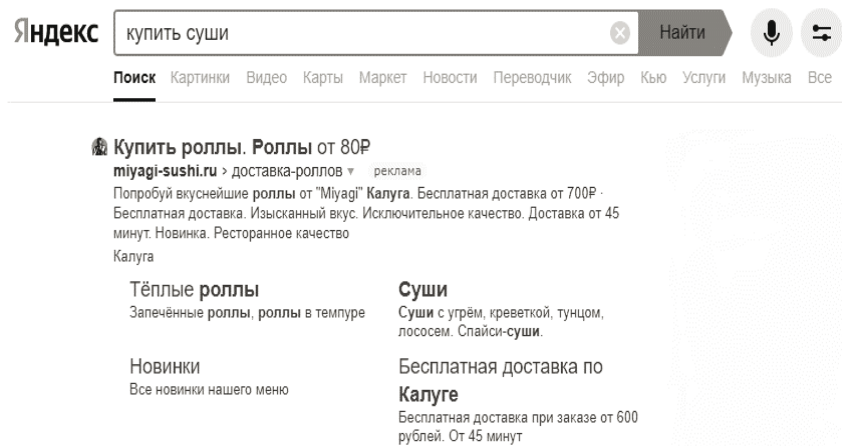 Яндекс
купить суши
Найти
Поиск Картинки Видео Карты Маркет Новости Переводчик Эфир Кью Услуги Музыка Все
Купить роллы. Роллы от 80₽
miyagi-sushi.ru › доставка-роллов ▾ реклама
Попробуй вкуснейшие роллы от "Miyagi" Калуга. Бесплатная доставка от 700₽ ·
Бесплатная доставка. Изысканный вкус. Исключительное качество. Доставка от 45
минут. Новинка. Ресторанное качество
Калуга
Тёплые роллы
Запечённые роллы, роллы в темпуре
Суши
Суши с угрём, креветкой, тунцом,
лососем. Спайси-суши.
Новинки
Все новинки нашего меню
Бесплатная доставка по
Калуге
Бесплатная доставка при заказе от 600
рублей. От 45 минут